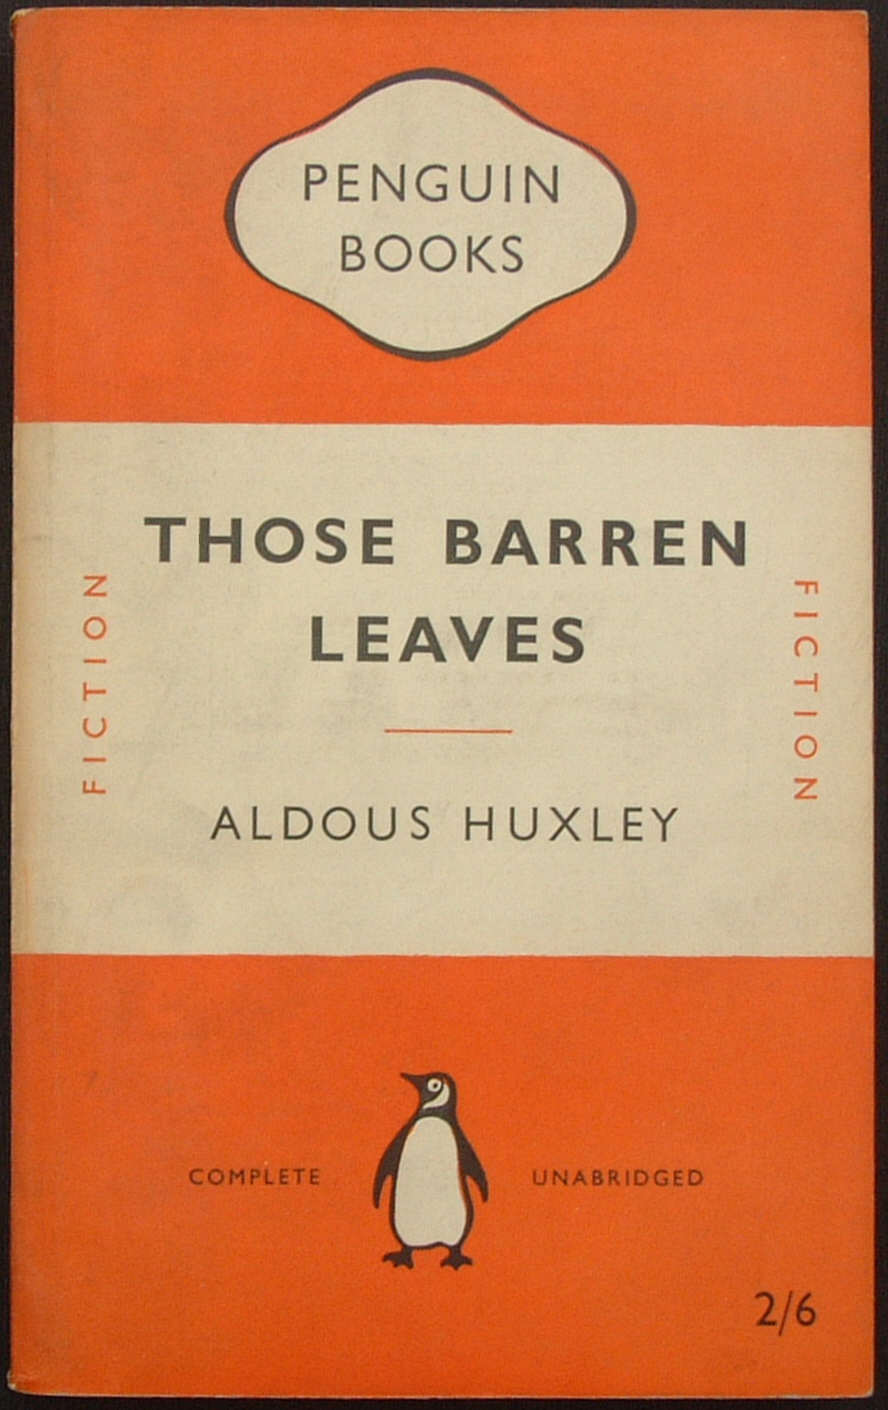 PENGUIN
BOOKS
THOSE BARREN
LEAVES
FICTION
FICTION
ALDOUS HUXLEY
COMPLETE UNABRIDGED
2/6